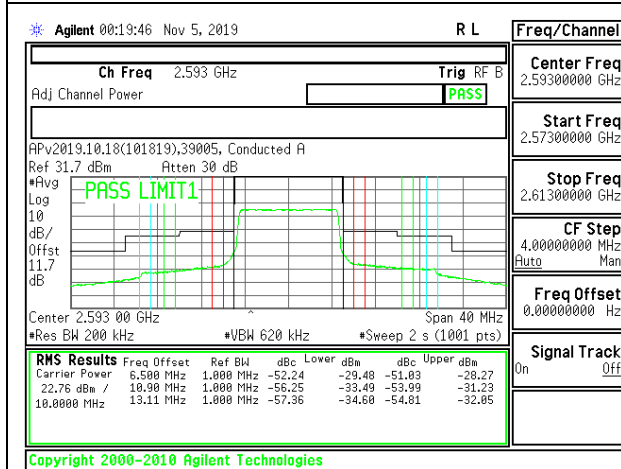 Agilent 00:19:46 Nov 5, 2019 R L
Freq/Channel
Ch Freq 2.593 GHz Trig RF B
Adj Channel Power PASS
Center Freq
2.59300000 GHz
Start Freq
2.57300000 GHz
Stop Freq
2.61300000 GHz
CF Step
4.00000000 MHz
Auto Man
Freq Offset
0.00000000 Hz
Signal Track
On Off
APv2019.10.18(101819),39005, Conducted A
Ref 31.7 dBm Atten 30 dB
#Avg
Log
10
dB/
Offst
11.7
dB
PASS LIMIT1
Center 2.593 00 GHz Span 40 MHz
#Res BW 200 kHz #VBW 620 kHz #Sweep 2 s (1001 pts)
RMS Results Freq Offset Ref BW dBc Lower dBm dBc Upper dBm
Carrier Power 6.500 MHz 1.000 MHz -52.24 -29.48 -51.03 -28.27
22.76 dBm / 10.90 MHz 1.000 MHz -56.25 -33.49 -53.99 -31.23
10.0000 MHz 13.11 MHz 1.000 MHz -57.36 -34.60 -54.81 -32.05
Copyright 2000-2010 Agilent Technologies